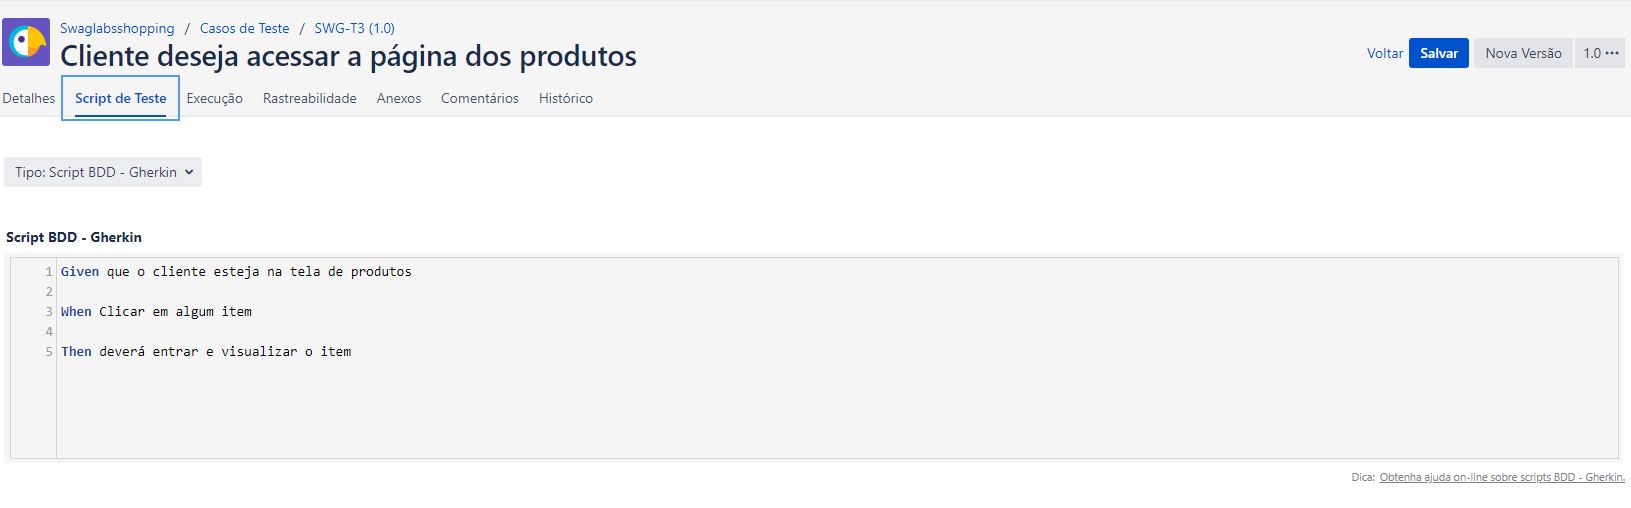 Swaglabsshopping / Casos de Teste / SWG-T3 (1.0)
Cliente deseja acessar a página dos produtos
Voltar Salvar Nova Versão 1.0 •••
Detalhes Script de Teste Execução Rastreabilidade Anexos Comentários Histórico
Tipo: Script BDD - Gherkin
Script BDD - Gherkin
1 Given que o cliente esteja na tela de produtos
2
3 When Clicar em algum item
4
5 Then deverá entrar e visualizar o item
Dica: Obtenha ajuda on-line sobre scripts BDD - Gherkin.